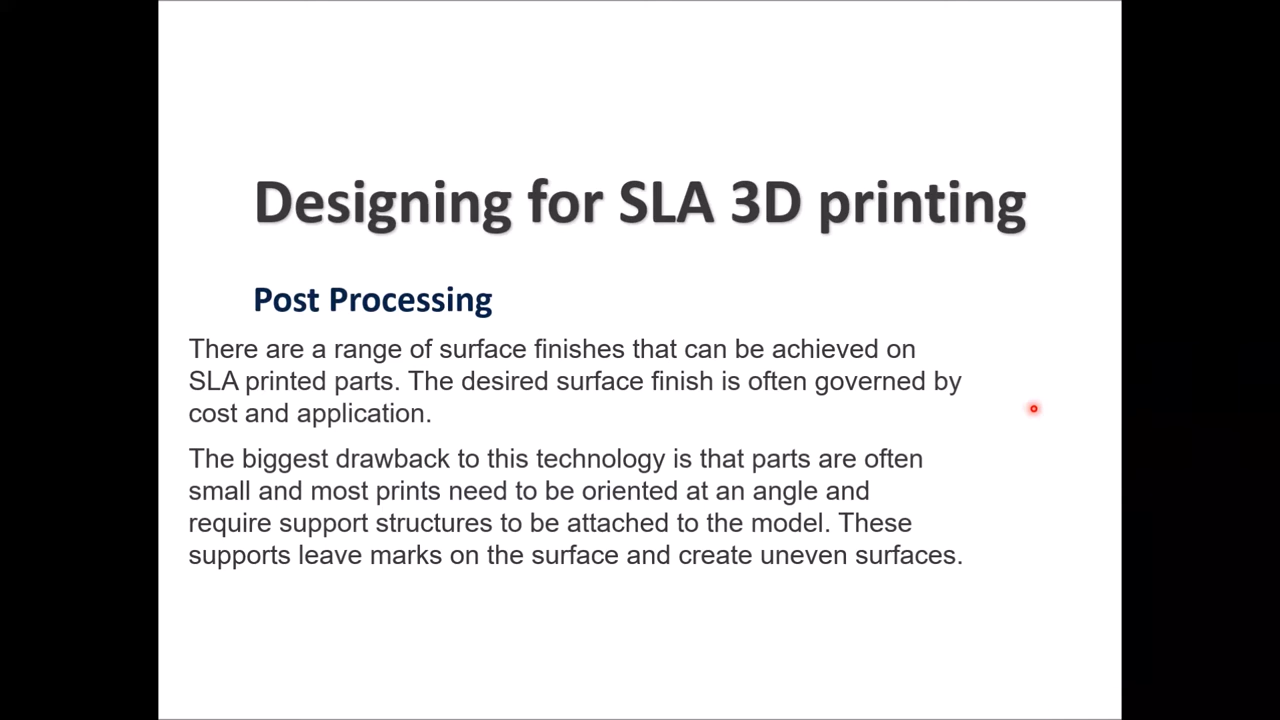 Designing for SLA 3D printing
Post Processing
There are a range of surface finishes that can be achieved on
SLA printed parts. The desired surface finish is often governed by
cost and application.
The biggest drawback to this technology is that parts are often
small and most prints need to be oriented at an angle and
require support structures to be attached to the model. These
supports leave marks on the surface and create uneven surfaces.